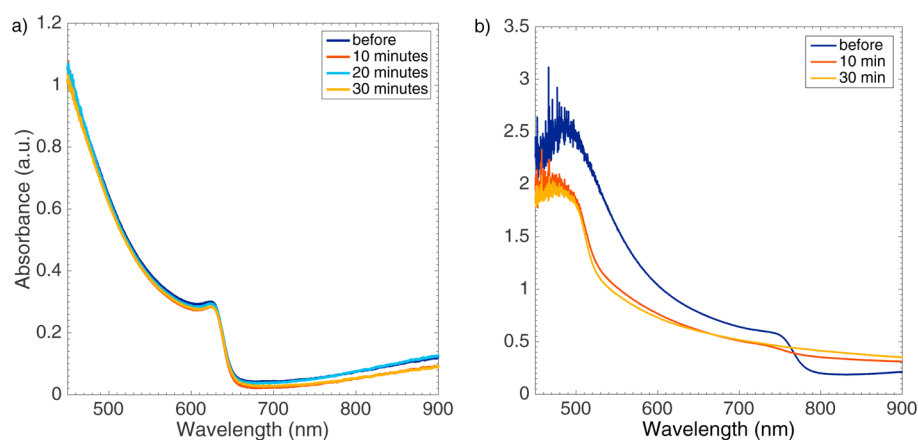 a)
1.2
1
0.8
0.6
0.4
0.2
0
Absorbance (a.u.)
before
10 minutes
20 minutes
30 minutes
500 600 700 800 900
Wavelength (nm)
b)
3.5
3
2.5
2
1.5
1
0.5
0
before
10 min
30 min
500 600 700 800 900
Wavelength (nm)